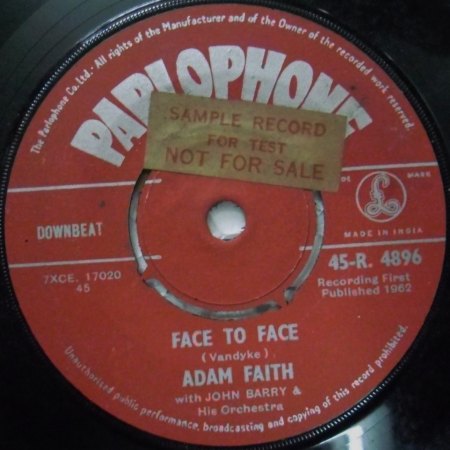 The Parlophone Co. Ltd. All rights of the Manufacturer and of the Owner of the recorded work reserved.
PARLOPHONE
SAMPLE RECORD
FOR TEST
NOT FOR SALE
MARK
£
MADE IN INDIA
DOWNBEAT
45-R. 4896
7XCE. 17020
45
Recording First
Published 1962
FACE TO FACE
(Vandyke)
ADAM FAITH
with JOHN BARRY &
His Orchestra
Unauthorised public performance, broadcasting and copying of this record prohibited.